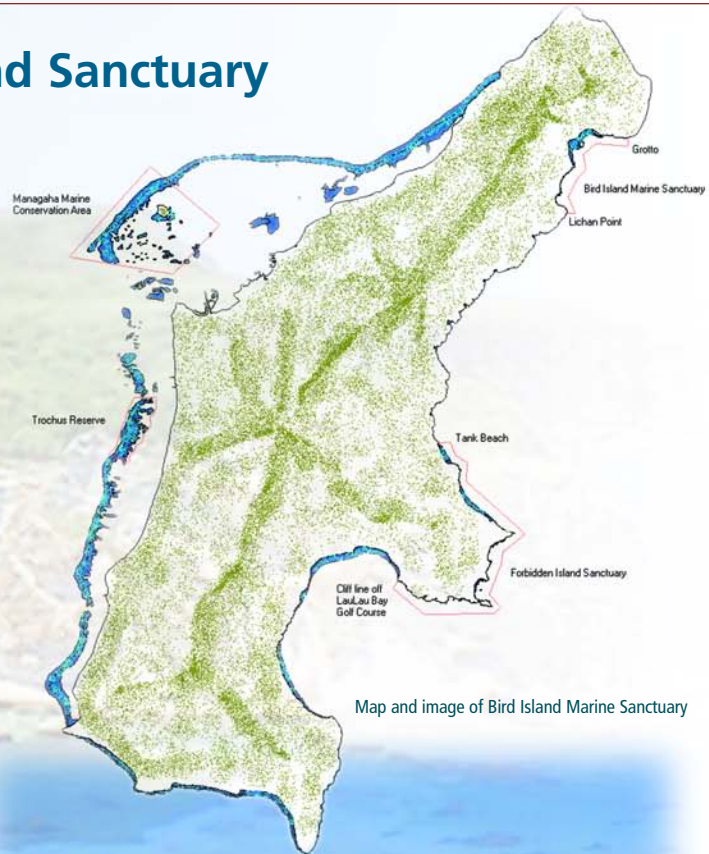 d Sanctuary
Managaha Marine
Conservation Area
Grotto
Bird Island Marine Sanctuary
Lichan Point
Trochus Reserve
Tank Beach
Forbidden Island Sanctuary
Cliff line off
LauLau Bay
Golf Course
Map and image of Bird Island Marine Sanctuary